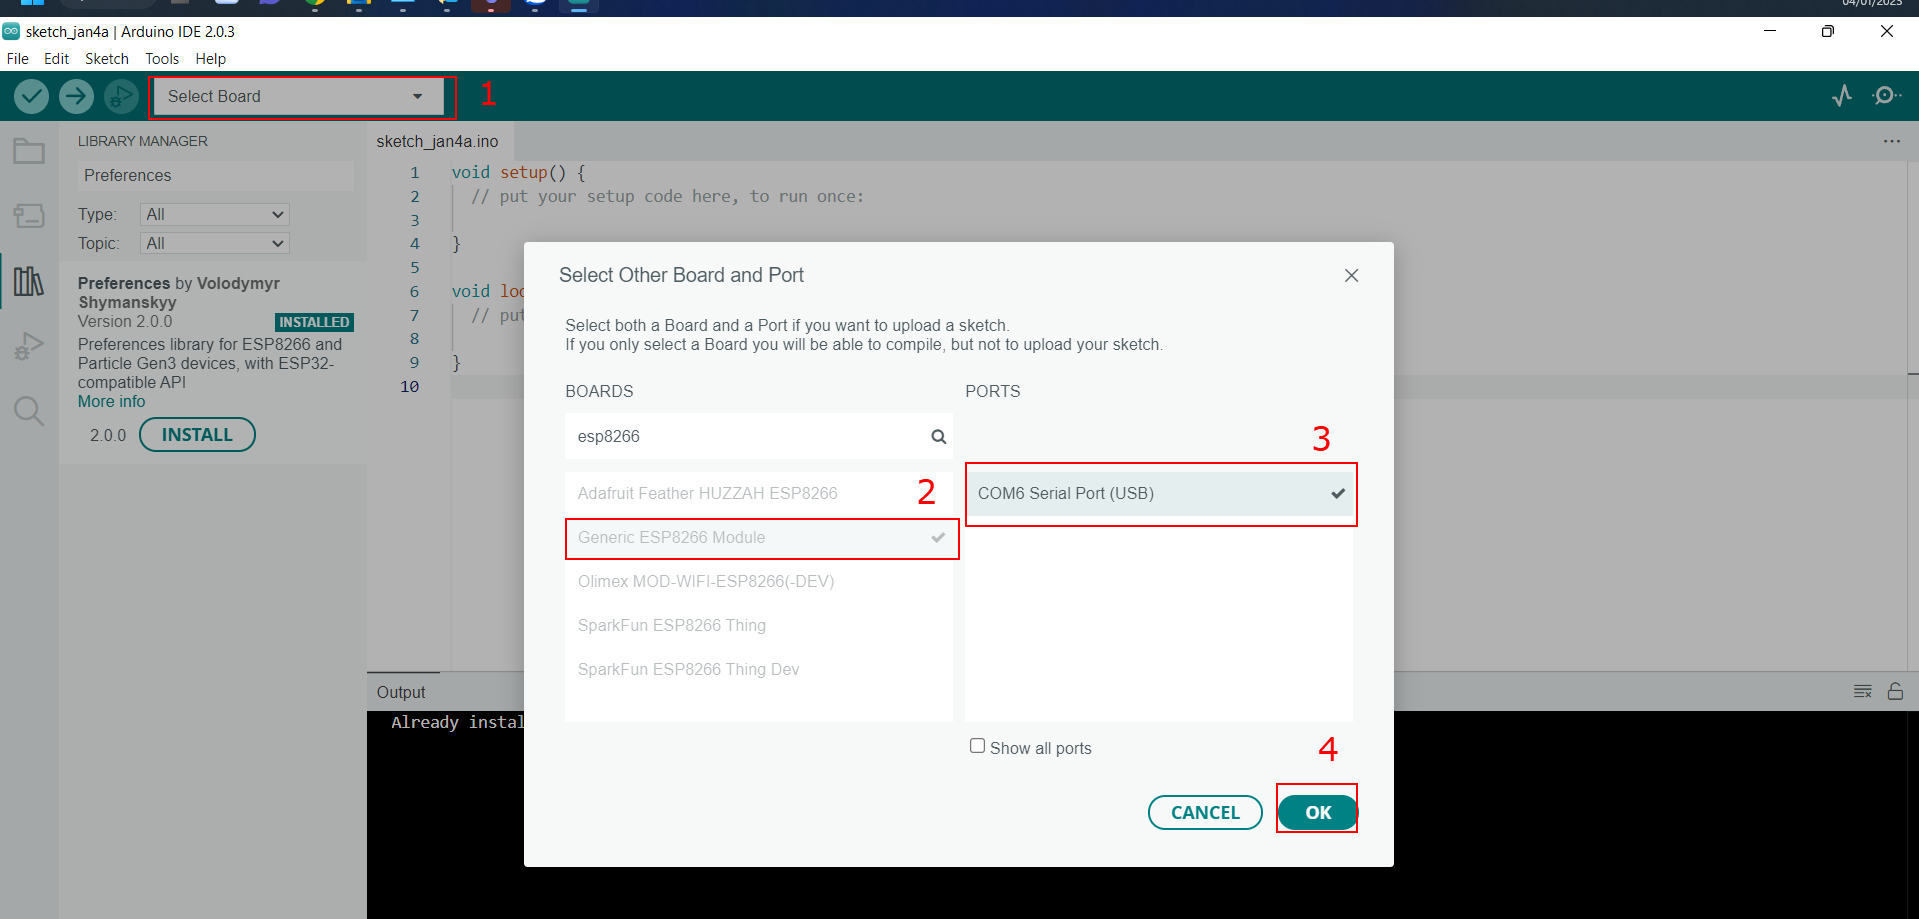 04/01/2023
sketch_jan4a | Arduino IDE 2.0.3
File Edit Sketch Tools Help
Select Board
1
LIBRARY MANAGER
Preferences
Type: All
Topic: All
Preferences by Volodymyr
Shymanskyy
Version 2.0.0 INSTALLED
Preferences library for ESP8266 and
Particle Gen3 devices, with ESP32-
compatible API
More info
2.0.0 INSTALL
sketch_jan4a.ino
1 void setup() {
2 // put your setup code here, to run once:
3
4 }
5
6 void loo
7 // put
8
9 }
10
Select Other Board and Port
Select both a Board and a Port if you want to upload a sketch.
If you only select a Board you will be able to compile, but not to upload your sketch.
BOARDS
esp8266
Adafruit Feather HUZZAH ESP8266
2
Generic ESP8266 Module
Olimex MOD-WIFI-ESP8266(-DEV)
SparkFun ESP8266 Thing
SparkFun ESP8266 Thing Dev
PORTS
3
COM6 Serial Port (USB)
Show all ports
4
CANCEL OK
Output
Already instal